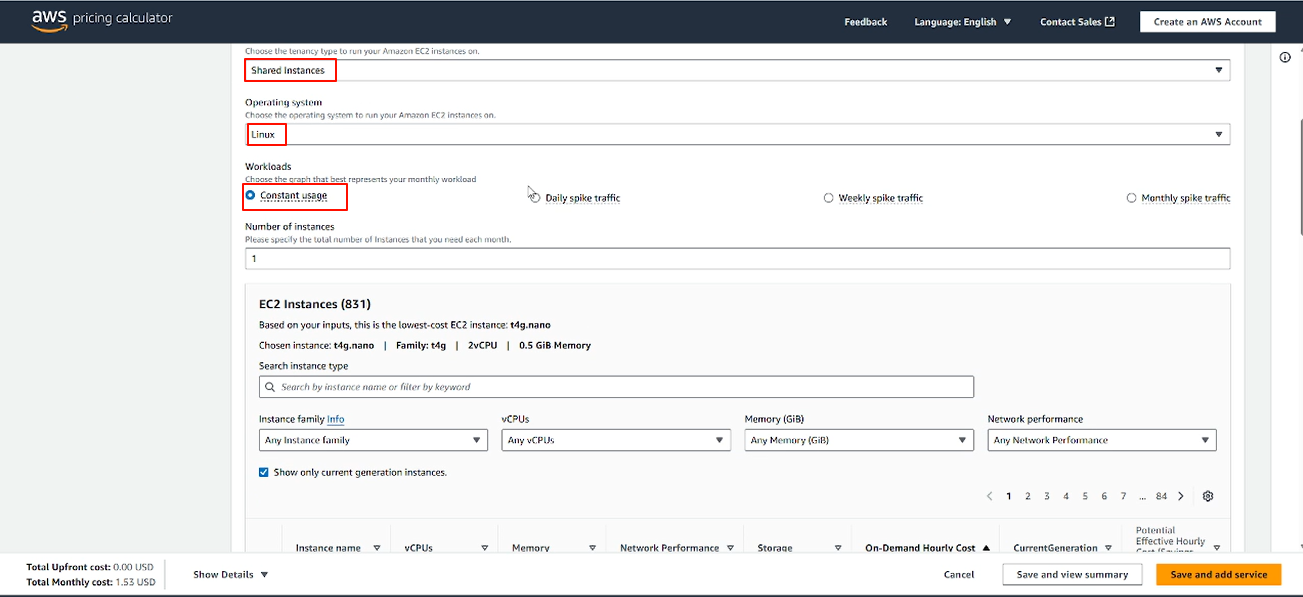 aws pricing calculator
Feedback
Language: English
Contact Sales
Create an AWS Account
Choose the tenancy type to run your Amazon EC2 instances on.
Shared Instances
Operating system
Choose the operating system to run your Amazon EC2 instances on.
Linux
Workloads
Choose the graph that best represents your monthly workload
Constant usage
Daily spike traffic
Weekly spike traffic
Monthly spike traffic
Number of instances
Please specify the total number of Instances that you need each month.
1
EC2 Instances (831)
Based on your inputs, this is the lowest-cost EC2 instance: t4g.nano
Chosen instance: t4g.nano | Family: t4g | 2vCPU | 0.5 GiB Memory
Search instance type
Search by instance name or filter by keyword
Instance family Info
vCPUs
Memory (GiB)
Network performance
Any Instance family
Any vCPUs
Any Memory (GiB)
Any Network Performance
Show only current generation instances.
1 2 3 4 5 6 7 ... 84
Instance name
vCPUs
Memory
Network Performance
Storage
On-Demand Hourly Cost
CurrentGeneration
Potential
Effective Hourly
Cost (Savings
Total Upfront cost: 0.00 USD
Total Monthly cost: 1.53 USD
Show Details
Cancel
Save and view summary
Save and add service